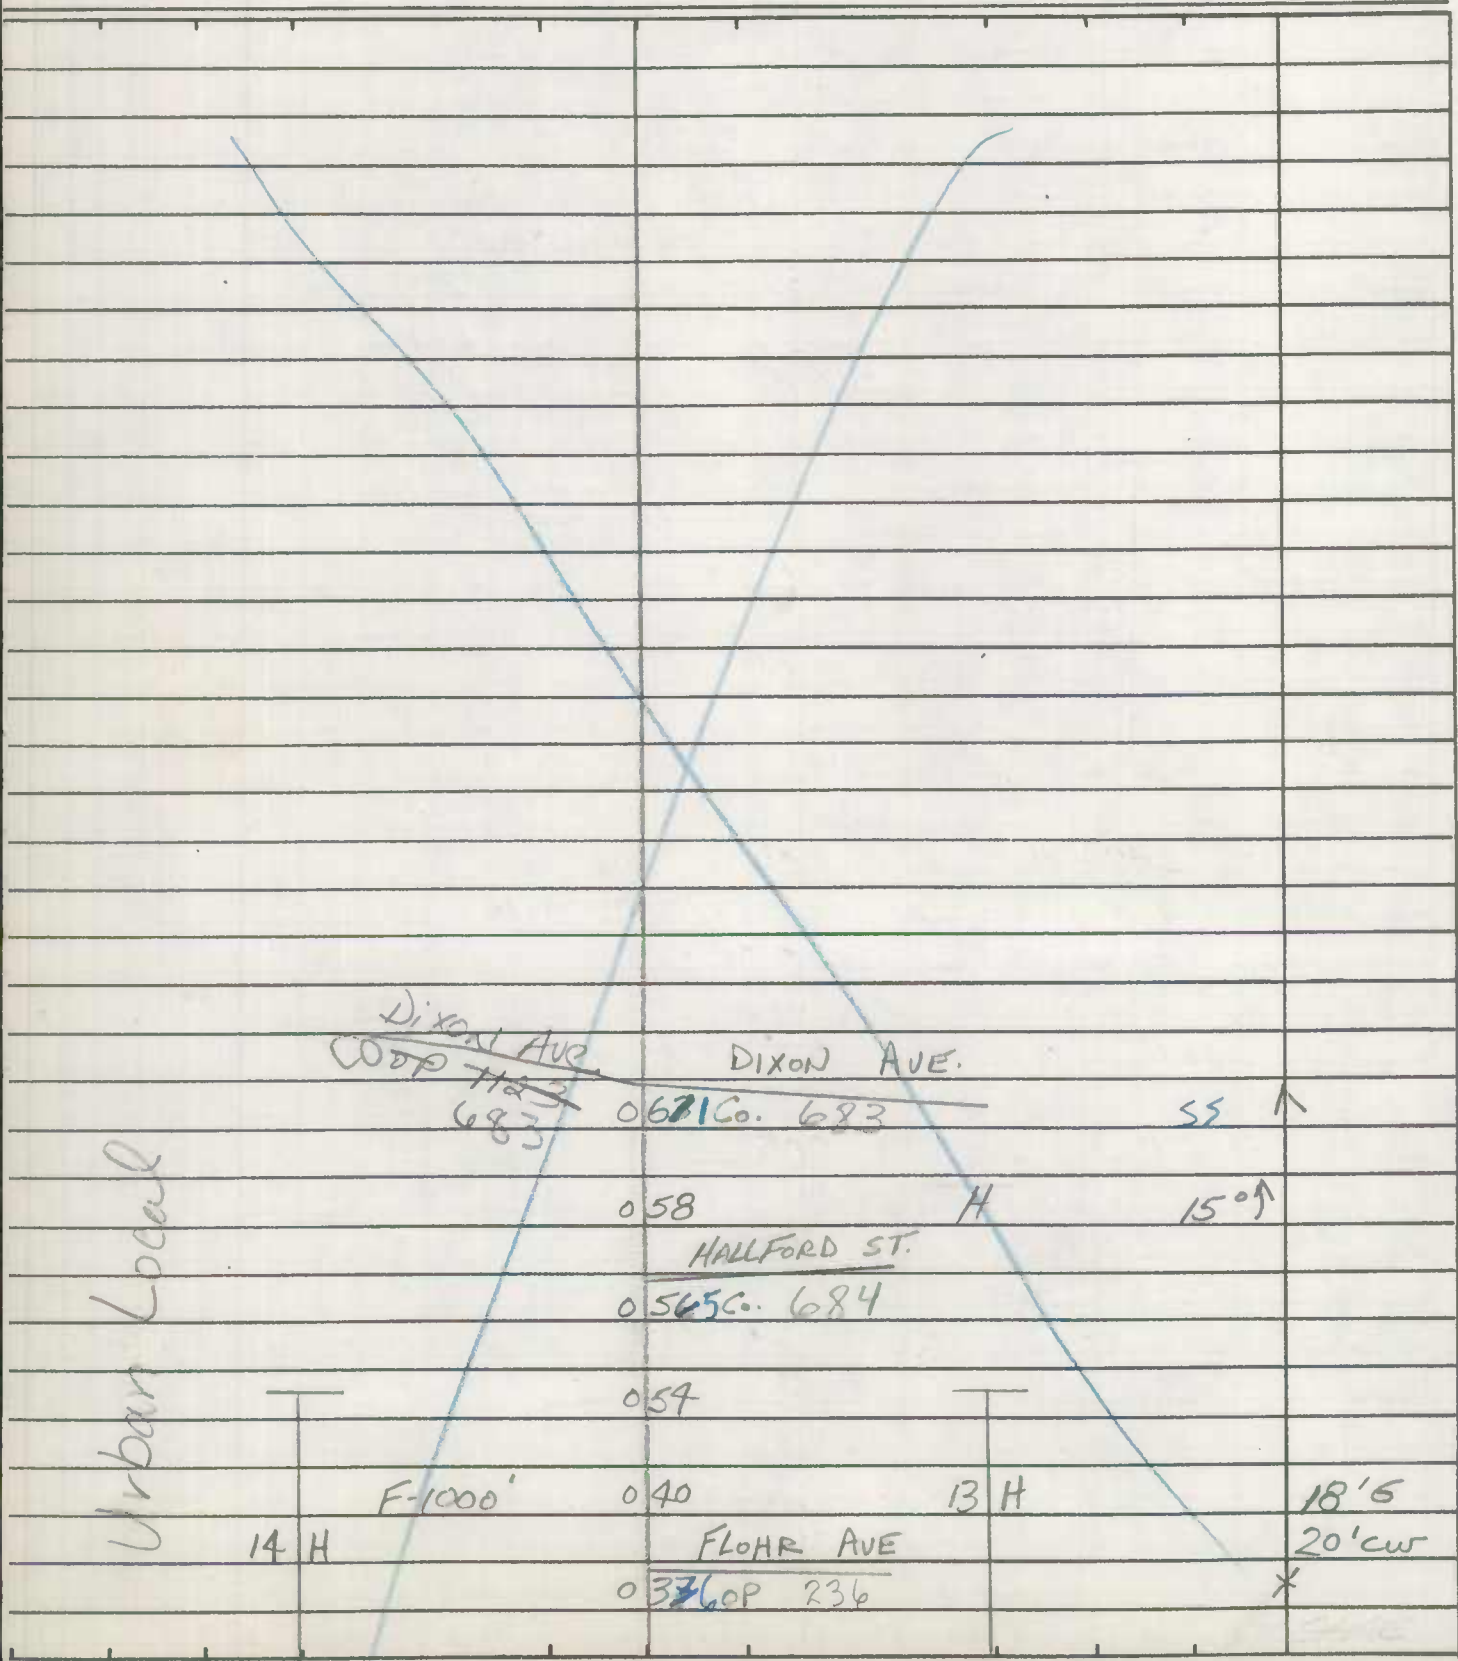 Dixon Ave
DIXON AVE.
Coop 1123
683
0 621 Co. 683
SS
0 58
H
15°
HALLFORD ST.
0 565 Co. 684
0 54
F-1000'
0 40
13 H
18'G
14 H
FLOHR AVE
20'cw
0 336 OP 236
Urban Local